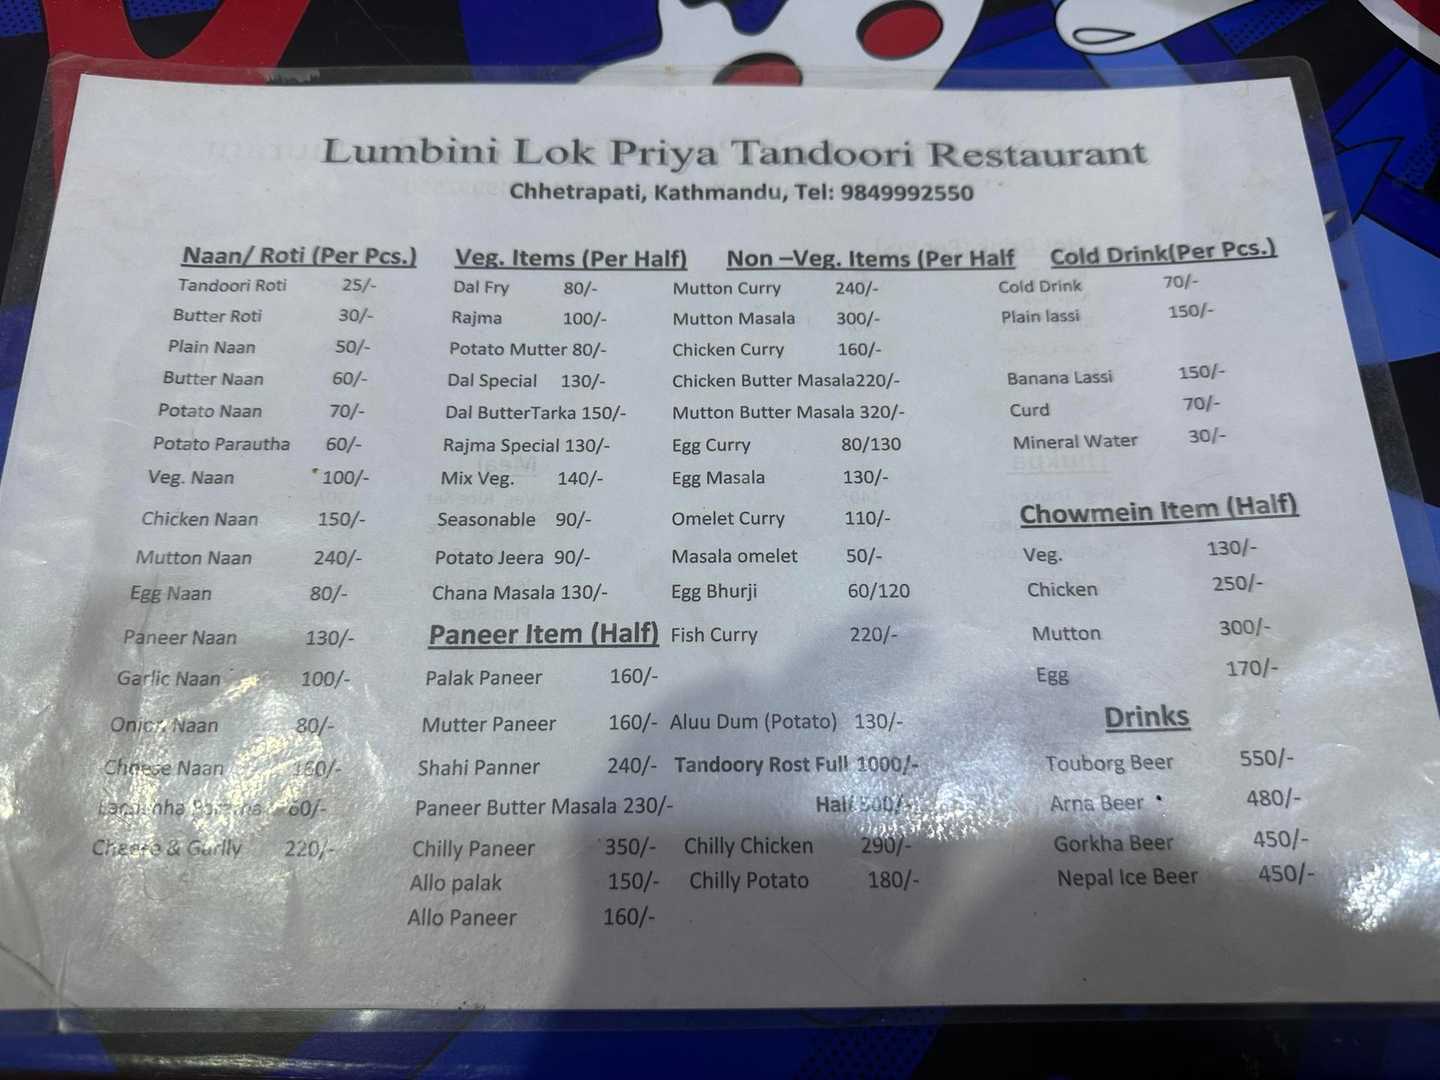 Lumbini Lok Priya Tandoori Restaurant
Chhetrapati, Kathmandu, Tel: 9849992550
Naan/ Roti (Per Pcs.)
Tandoori Roti 25/-
Butter Roti 30/-
Plain Naan 50/-
Butter Naan 60/-
Potato Naan 70/-
Potato Parautha 60/-
Veg. Naan 100/-
Chicken Naan 150/-
Mutton Naan 240/-
Egg Naan 80/-
Paneer Naan 130/-
Garlic Naan 100/-
Onion Naan 80/-
Cheese Naan 160/-
60/-
Cheese & Garlly 220/-
Veg. Items (Per Half)
Dal Fry 80/-
Rajma 100/-
Potato Mutter 80/-
Dal Special 130/-
Dal ButterTarka 150/-
Rajma Special 130/-
Mix Veg. 140/-
Seasonable 90/-
Potato Jeera 90/-
Chana Masala 130/-
Paneer Item (Half)
Palak Paneer 160/-
Mutter Paneer 160/-
Shahi Panner 240/-
Paneer Butter Masala 230/-
Chilly Paneer 350/-
Allo palak 150/-
Allo Paneer 160/-
Non –Veg. Items (Per Half
Mutton Curry 240/-
Mutton Masala 300/-
Chicken Curry 160/-
Chicken Butter Masala220/-
Mutton Butter Masala 320/-
Egg Curry 80/130
Egg Masala 130/-
Omelet Curry 110/-
Masala omelet 50/-
Egg Bhurji 60/120
Fish Curry 220/-
Aluu Dum (Potato) 130/-
Tandoory Rost Full 1000/-
Half 500/-
Chilly Chicken 290/-
Chilly Potato 180/-
Cold Drink(Per Pcs.)
Cold Drink 70/-
Plain lassi 150/-
Banana Lassi 150/-
Curd 70/-
Mineral Water 30/-
Chowmein Item (Half)
Veg. 130/-
Chicken 250/-
Mutton 300/-
Egg 170/-
Drinks
Touborg Beer 550/-
Arna Beer 480/-
Gorkha Beer 450/-
Nepal Ice Beer 450/-